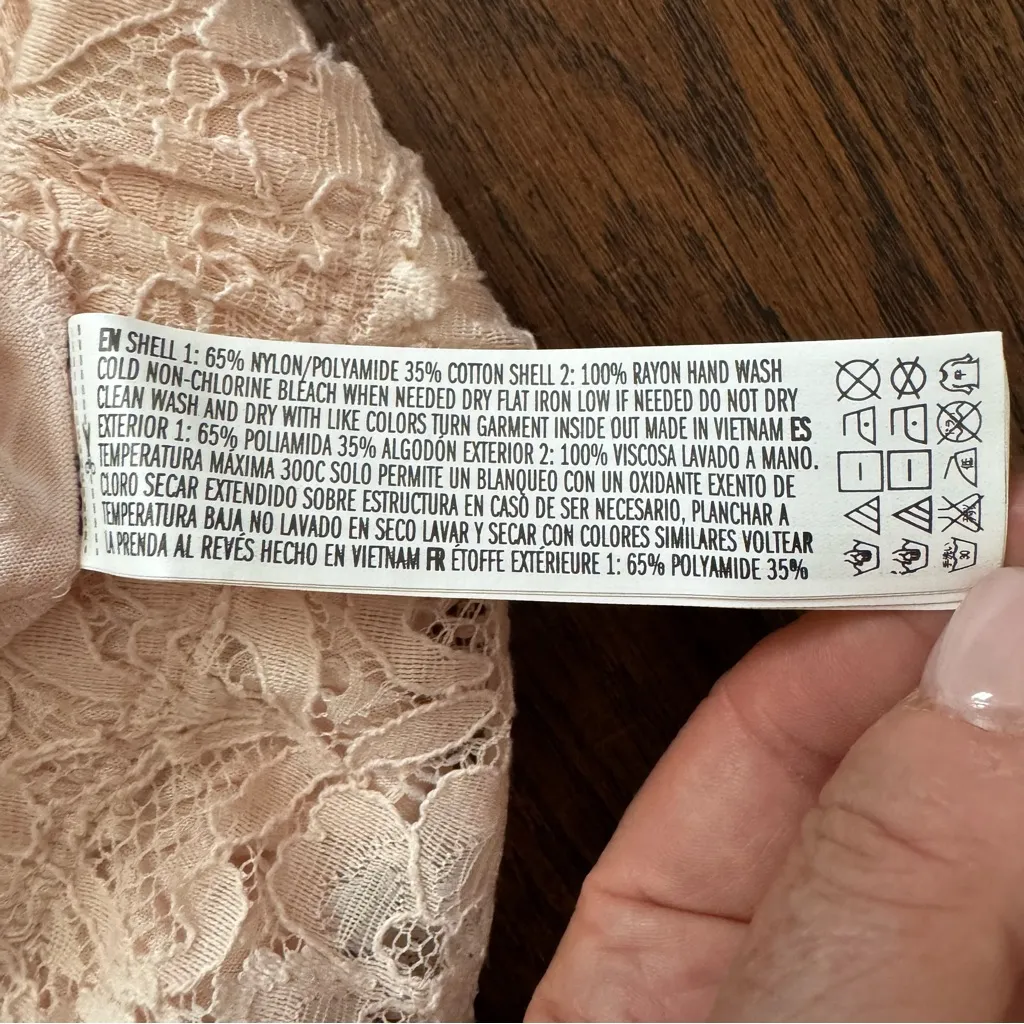 EN SHELL 1: 65% NYLON/POLYAMIDE 35% COTTON SHELL 2: 100% RAYON HAND WASH
COLD NON-CHLORINE BLEACH WHEN NEEDED DRY FLAT IRON LOW IF NEEDED DO NOT DRY
CLEAN WASH AND DRY WITH LIKE COLORS TURN GARMENT INSIDE OUT MADE IN VIETNAM ES
EXTERIOR 1: 65% POLIAMIDA 35% ALGODÓN EXTERIOR 2: 100% VISCOSA LAVADO A MANO.
TEMPERATURA MÁXIMA 300C SOLO PERMITE UN BLANQUEO CON UN OXIDANTE EXENTO DE
CLORO SECAR EXTENDIDO SOBRE ESTRUCTURA EN CASO DE SER NECESARIO, PLANCHAR A
TEMPERATURA BAJA NO LAVADO EN SECO LAVAR Y SECAR CON COLORES SIMILARES VOLTEAR
LA PRENDA AL REVÉS HECHO EN VIETNAM FR ÉTOFFE EXTÉRIEURE 1: 65% POLYAMIDE 35%
低
30